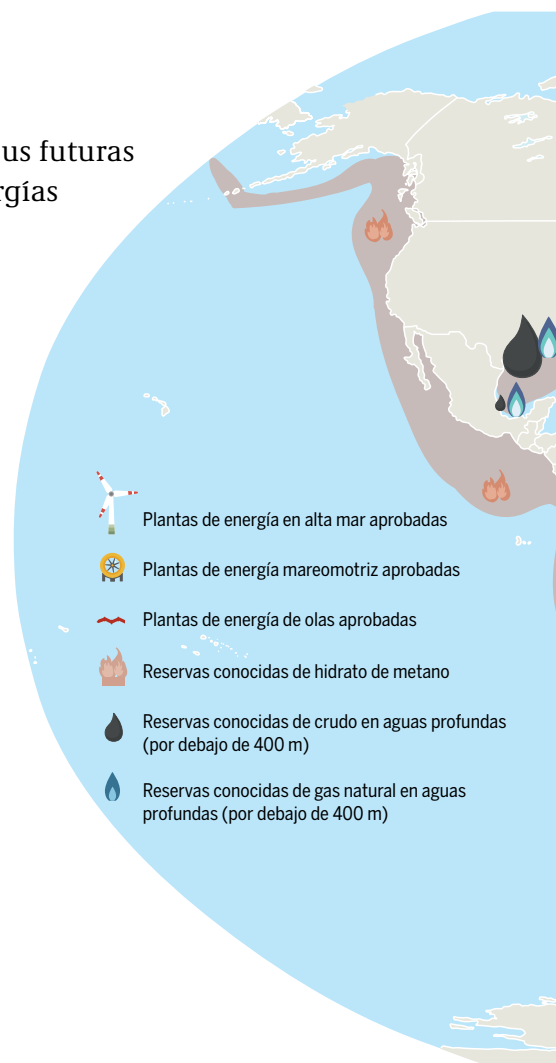 us futuras
rgías
Plantas de energía en alta mar aprobadas
Plantas de energía mareomotriz aprobadas
Plantas de energía de olas aprobadas
Reservas conocidas de hidrato de metano
Reservas conocidas de crudo en aguas profundas
(por debajo de 400 m)
Reservas conocidas de gas natural en aguas
profundas (por debajo de 400 m)